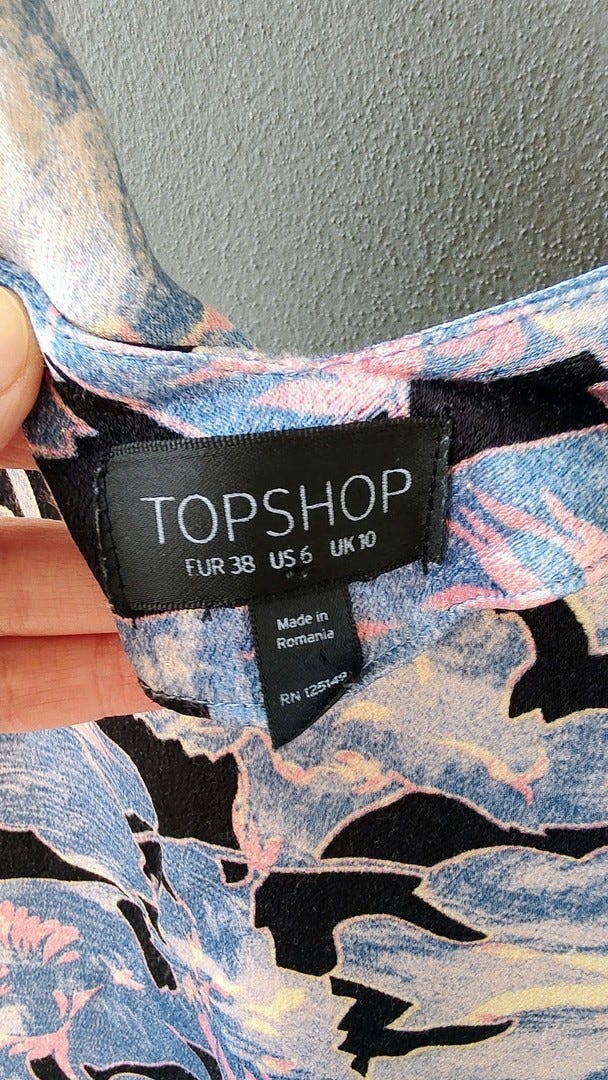 TOPSHOP
EUR 38 US 6 UK 10
Made in
Romania
RN 125149